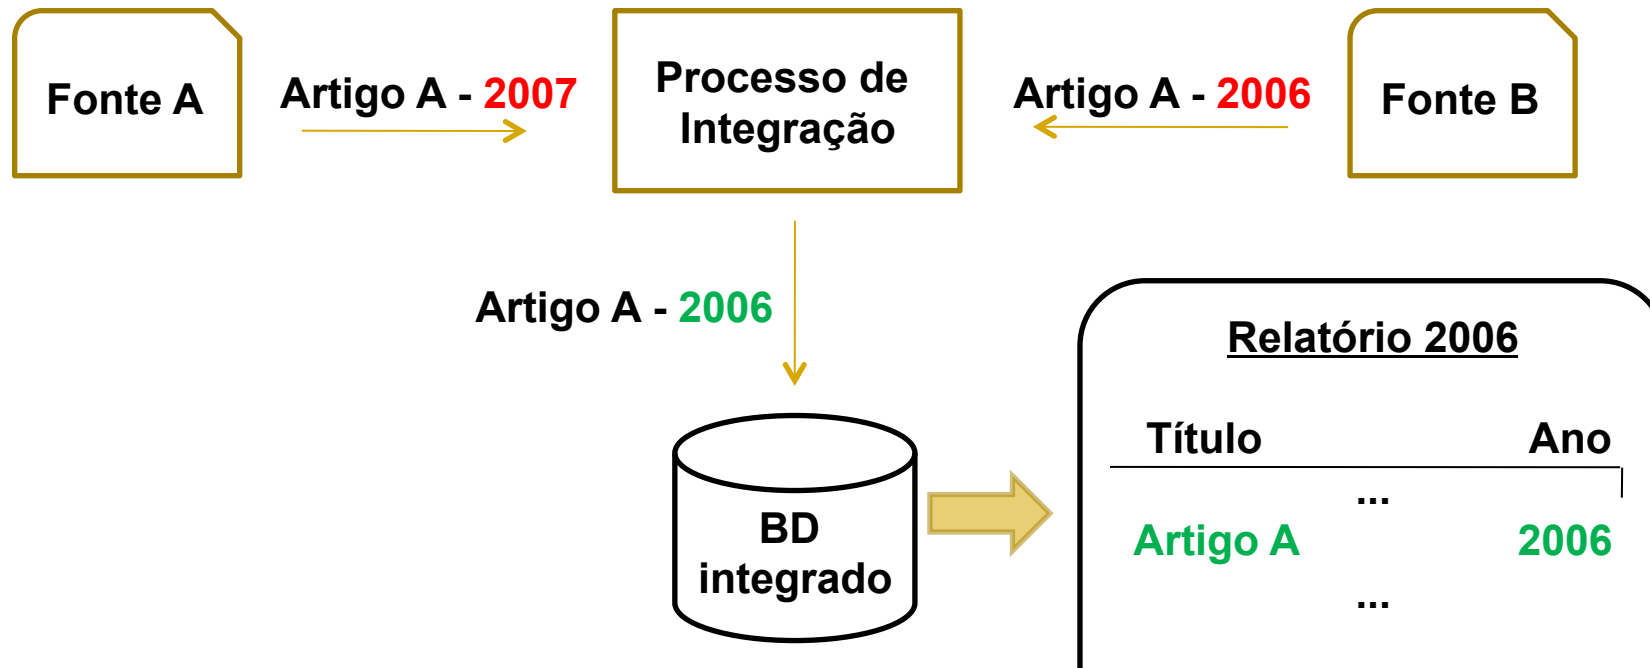 Fonte A
Artigo A - 2007
Processo de
Integração
Artigo A - 2006
Fonte B
Artigo A - 2006
BD
integrado
Relatório 2006
Título Ano
...
Artigo A 2006
...